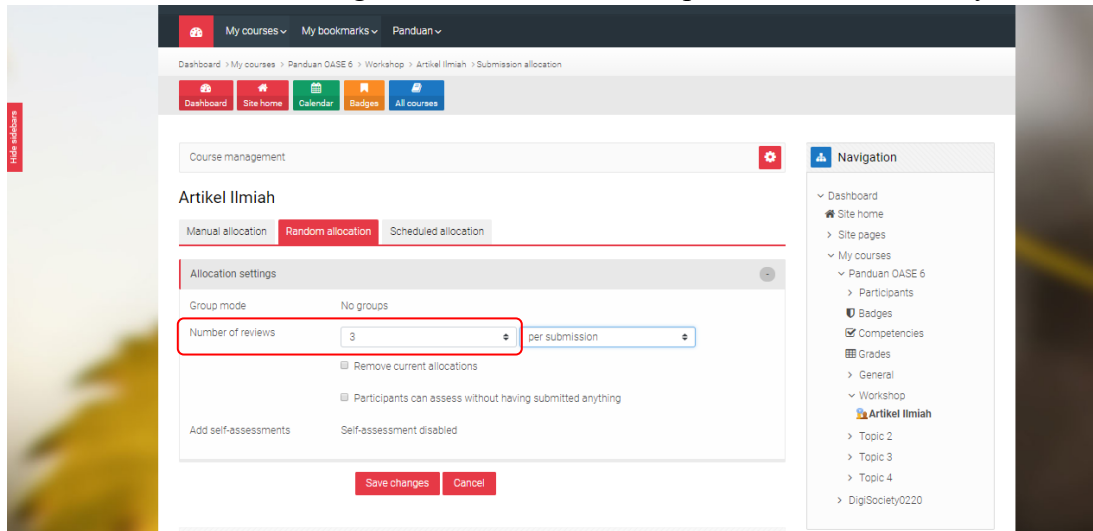 My courses My bookmarks Panduan
Dashboard > My courses > Panduan OASE 6 > Workshop > Artikel Ilmiah > Submission allocation
Dashboard Site home Calendar Badges All courses
Hide sidebars
Course management
Artikel Ilmiah
Manual allocation Random allocation Scheduled allocation
Allocation settings
Group mode No groups
Number of reviews 3 per submission
Remove current allocations
Participants can assess without having submitted anything
Add self-assessments Self-assessment disabled
Save changes Cancel
Navigation
Dashboard
Site home
Site pages
My courses
Panduan OASE 6
Participants
Badges
Competencies
Grades
General
Workshop
Artikel Ilmiah
Topic 2
Topic 3
Topic 4
DigiSociety0220